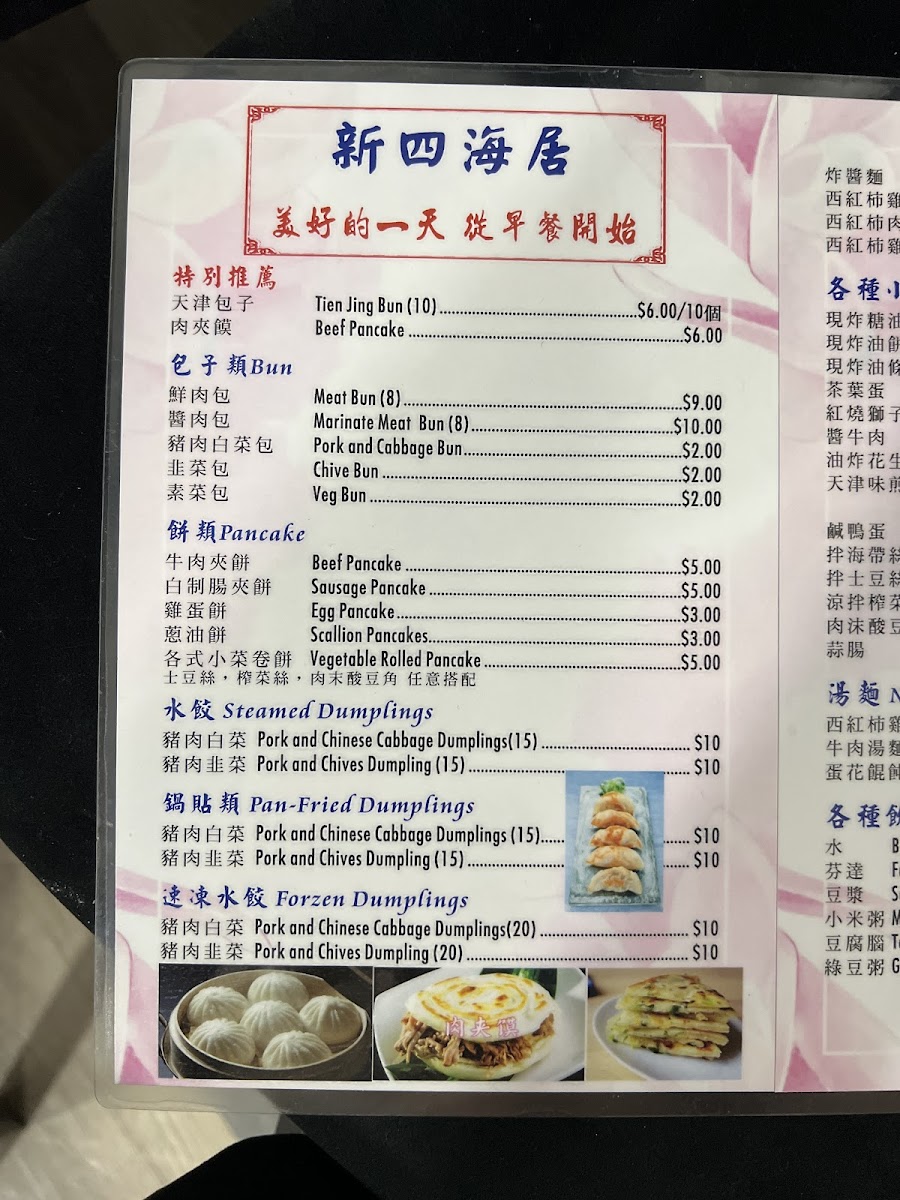 新四海居
美好的一天 從早餐開始
特別推薦
天津包子 Tien Jing Bun (10) $6.00/10個
肉夾饃 Beef Pancake $6.00
包子類Bun
鮮肉包 Meat Bun (8) $9.00
醬肉包 Marinate Meat Bun (8) $10.00
豬肉白菜包 Pork and Cabbage Bun $2.00
韭菜包 Chive Bun $2.00
素菜包 Veg Bun $2.00
餅類Pancake
牛肉夾餅 Beef Pancake $5.00
白制腸夾餅 Sausage Pancake $5.00
雞蛋餅 Egg Pancake $3.00
蔥油餅 Scallion Pancakes $3.00
各式小菜卷餅 Vegetable Rolled Pancake $5.00
土豆絲，榨菜絲，肉末酸豆角 任意搭配
水餃 Steamed Dumplings
豬肉白菜 Pork and Chinese Cabbage Dumplings(15) $10
豬肉韭菜 Pork and Chives Dumpling (15) $10
鍋貼類 Pan-Fried Dumplings
豬肉白菜 Pork and Chinese Cabbage Dumplings (15) $10
豬肉韭菜 Pork and Chives Dumpling (15) $10
速凍水餃 Forzen Dumplings
豬肉白菜 Pork and Chinese Cabbage Dumplings(20) $10
豬肉韭菜 Pork and Chives Dumpling (20) $10
肉夾饃
炸醬麵
西紅柿雞
西紅柿肉
西紅柿雞
各種小
現炸糖油
現炸油餅
現炸油條
茶葉蛋
紅燒獅子
醬牛肉
油炸花生
天津味煎
鹹鴨蛋
拌海帶絲
拌土豆絲
涼拌榨菜
肉沫酸豆
蒜腸
湯麵 N
西紅柿雞
牛肉湯麵
蛋花餛飩
各種飲
水 B
芬達 F
豆漿 S
小米粥 M
豆腐腦 T
綠豆粥 G